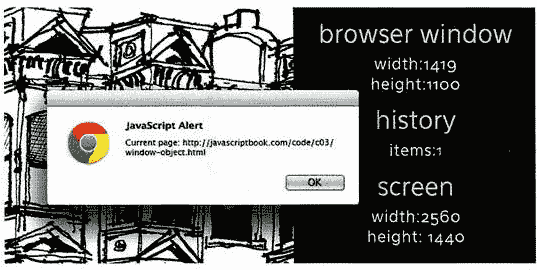 browser window
width:1419
height:1100
JavaScript Alert
Current page: http://javascriptbook.com/code/c03/
window-object.html
OK
history
items:1
screen
width:2560
height: 1440